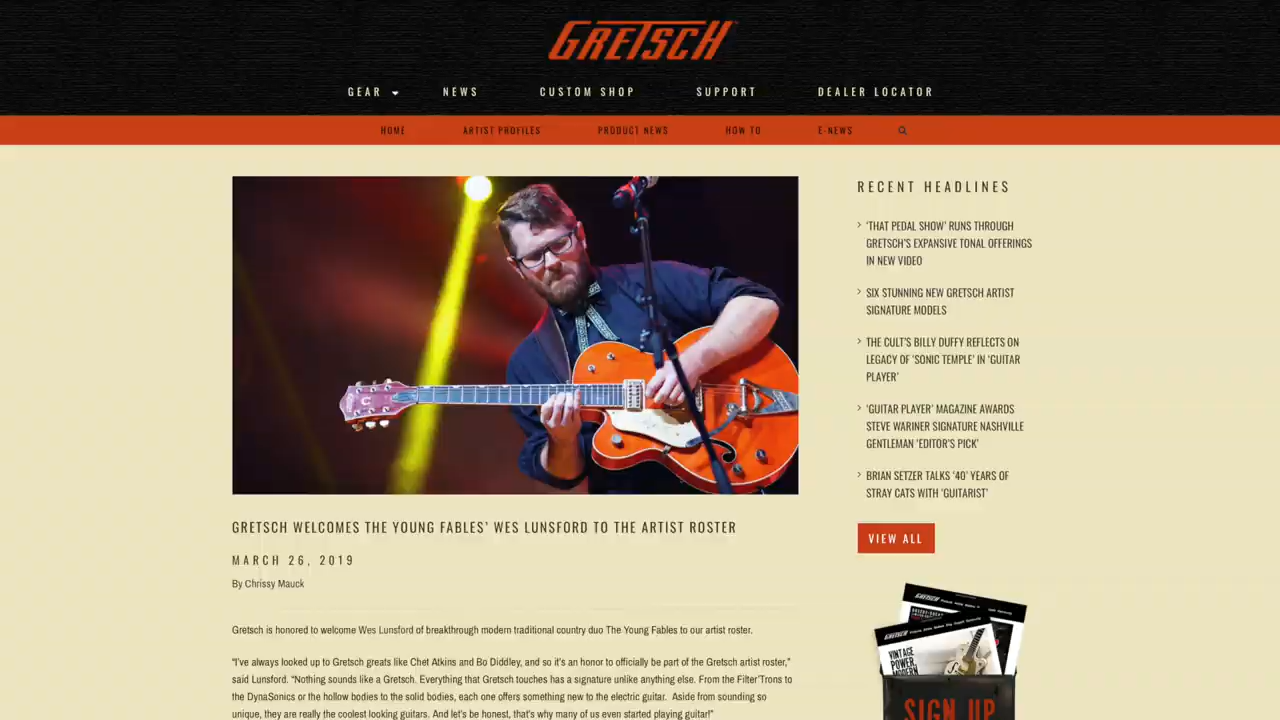 GRETSCH
GEAR NEWS CUSTOM SHOP SUPPORT DEALER LOCATOR
HOME ARTIST PROFILES PRODUCT NEWS HOW TO E-NEWS
RECENT HEADLINES
‘THAT PEDAL SHOW’ RUNS THROUGH
GRETSCH’S EXPANSIVE TONAL OFFERINGS
IN NEW VIDEO
SIX STUNNING NEW GRETSCH ARTIST
SIGNATURE MODELS
THE CULT’S BILLY DUFFY REFLECTS ON
LEGACY OF ‘SONIC TEMPLE’ IN ‘GUITAR
PLAYER’
‘GUITAR PLAYER’ MAGAZINE AWARDS
STEVE WARINER SIGNATURE NASHVILLE
GENTLEMAN ‘EDITOR’S PICK’
BRIAN SETZER TALKS ‘40’ YEARS OF
STRAY CATS WITH ‘GUITARIST’
VIEW ALL
GRETSCH WELCOMES THE YOUNG FABLES’ WES LUNSFORD TO THE ARTIST ROSTER
MARCH 26, 2019
By Chrissy Mauck
Gretsch is honored to welcome Wes Lunsford of breakthrough modern traditional country duo The Young Fables to our artist roster.
“I’ve always looked up to Gretsch greats like Chet Atkins and Bo Diddley, and so it’s an honor to officially be part of the Gretsch artist roster,”
said Lunsford. “Nothing sounds like a Gretsch. Everything that Gretsch touches has a signature unlike anything else. From the Filter’Trons to
the DynaSonics or the hollow bodies to the solid bodies, each one offers something new to the electric guitar. Aside from sounding so
unique, they are really the coolest looking guitars. And let’s be honest, that’s why many of us even started playing guitar!”
GRETSCH
GRETSCH
VINTAGE
POWER,
MODERN
SIGN UP